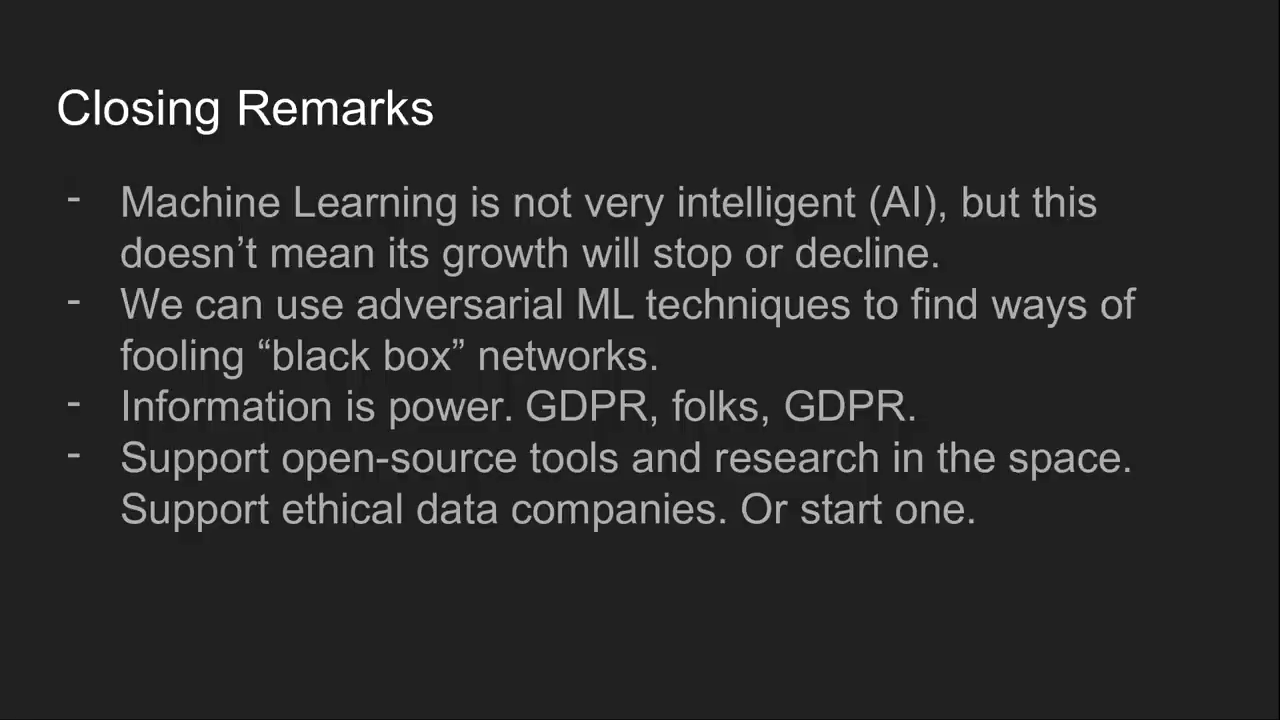 Closing Remarks
- Machine Learning is not very intelligent (AI), but this
doesn’t mean its growth will stop or decline.
- We can use adversarial ML techniques to find ways of
fooling “black box” networks.
- Information is power. GDPR, folks, GDPR.
- Support open-source tools and research in the space.
Support ethical data companies. Or start one.